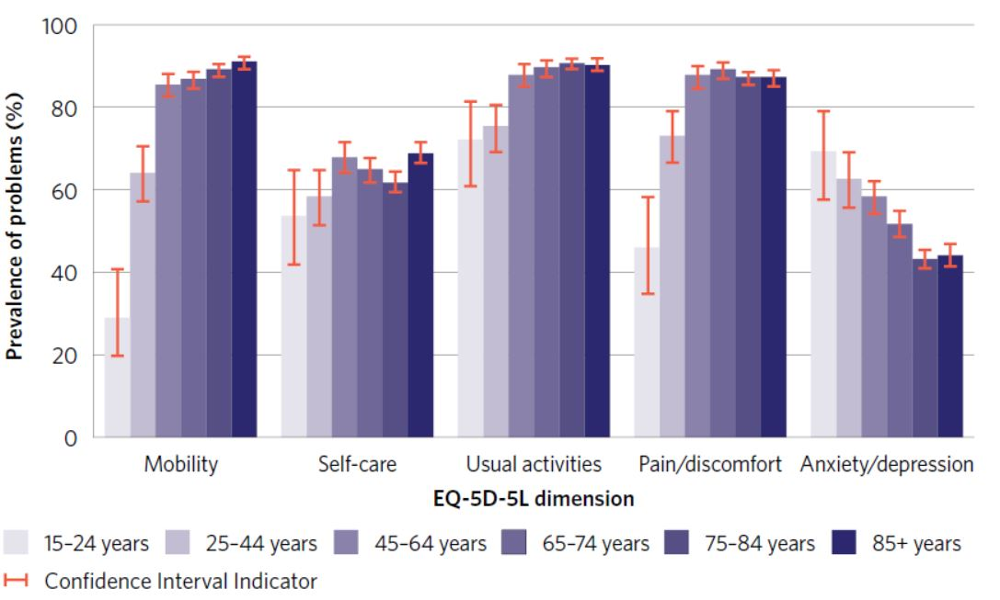 Prevalence of problems (%)
100
80
60
40
20
0
Mobility
Self-care
Usual activities
Pain/discomfort
Anxiety/depression
EQ-5D-5L dimension
15–24 years
25–44 years
45–64 years
65–74 years
75–84 years
85+ years
Confidence Interval Indicator